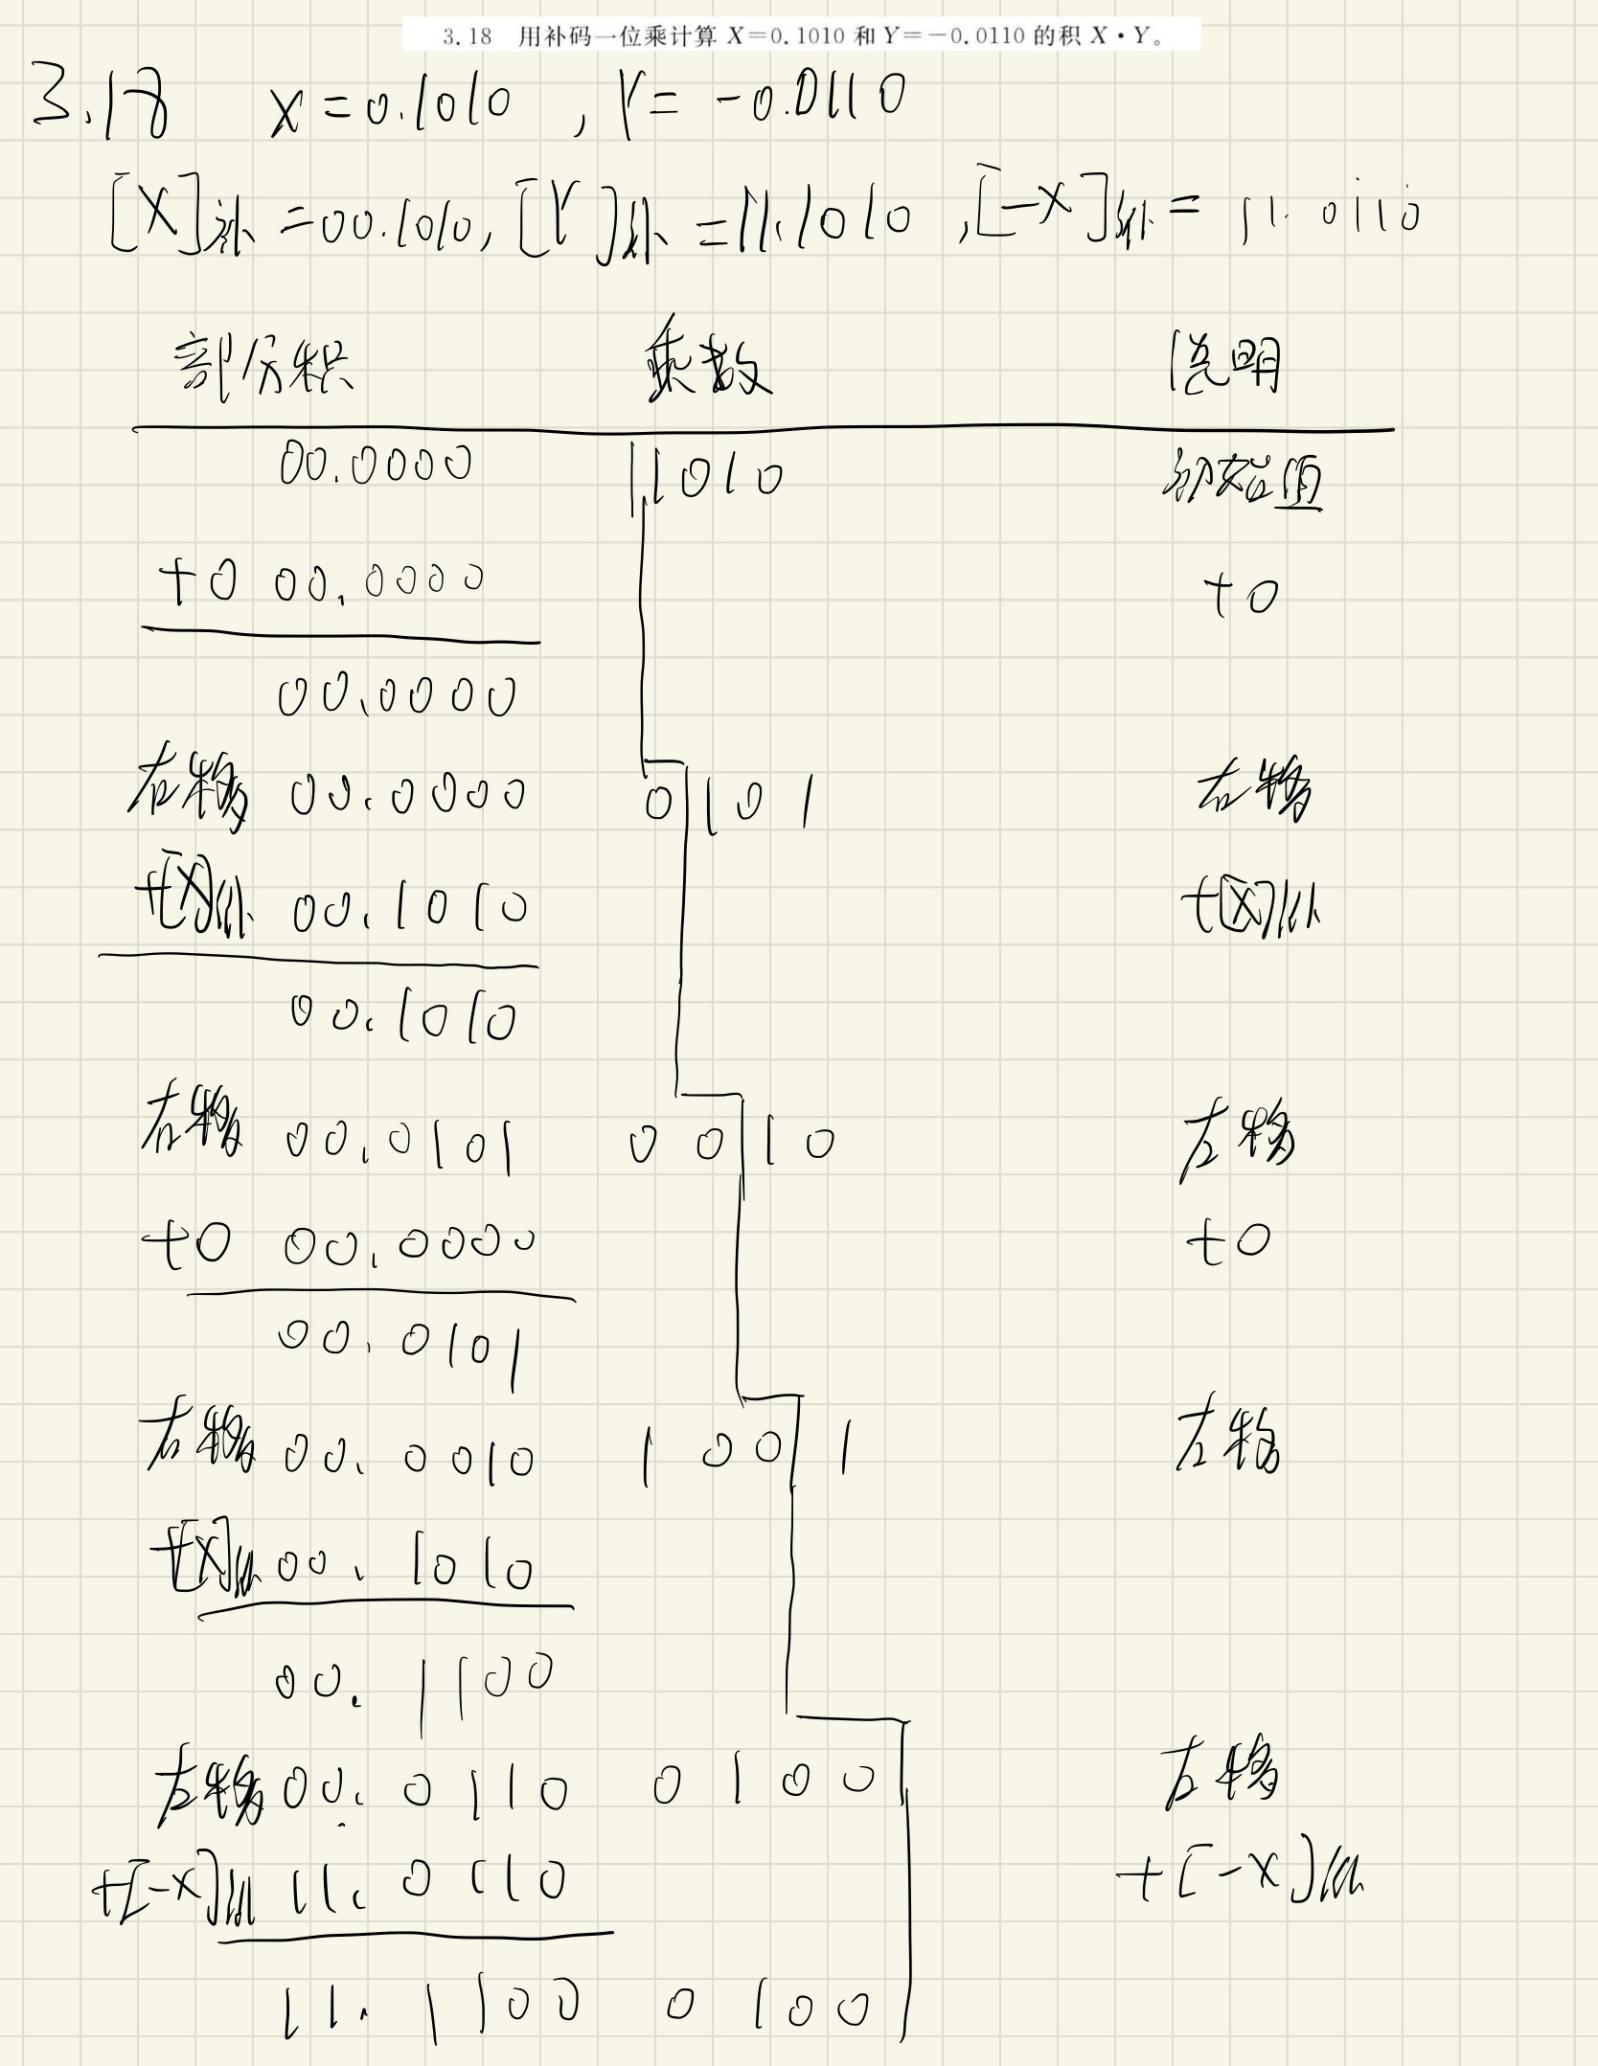 3.18 用补码一位乘计算 X=0.1010 和 Y=-0.0110 的积 X·Y。
3.18 X=0.1010 , Y= -0.0110
[X]补 =00.1010, [Y]补 =11.1010 ,[-X]补 = 11.0110
部份积 乘数 说明
00.0000 11010 初始值
+0 00.0000 +0
00.0000
右移 00.0000 0101 右移
+[X]补 00.1010 +[X]补
00.1010
右移 00.0101 0010 右移
+0 00.0000 +0
00.0101
右移 00.0010 1001 右移
+[X]补 00.1010
00.1100
右移 00.0110 0100 右移
+[-X]补 11.0110 +[-X]补
11.1100 0100